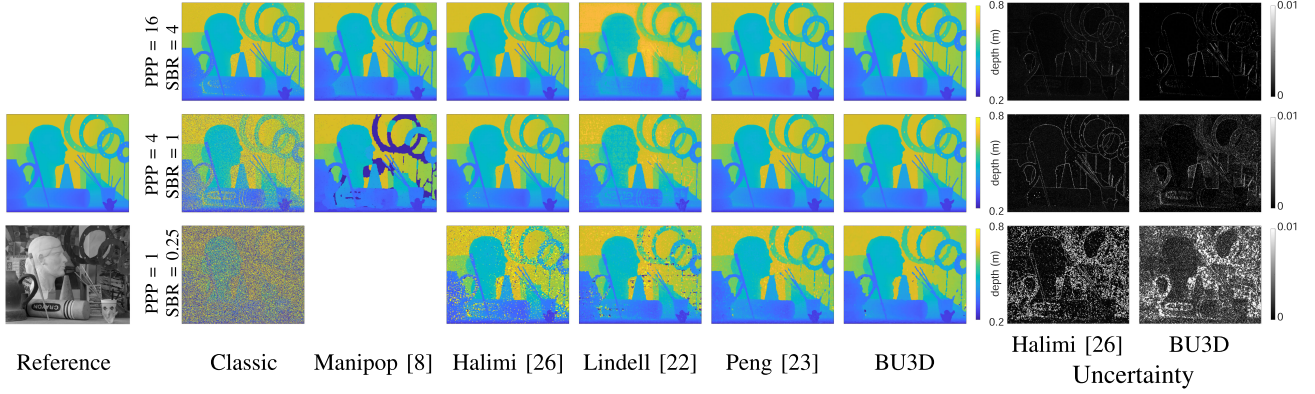 PPP = 16
SBR = 4
0.8
depth (m)
0.2
0.01
0
PPP = 4
SBR = 1
0.8
depth (m)
0.2
0.01
0
PPP = 1
SBR = 0.25
0.8
depth (m)
0.2
0.01
0
CRAYON
Reference
Classic
Manipop [8]
Halimi [26]
Lindell [22]
Peng [23]
BU3D
Halimi [26]
BU3D
Uncertainty